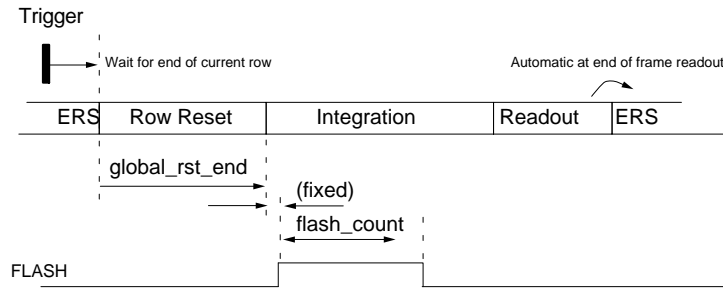 Trigger
Wait for end of current row
Automatic at end of frame readout
ERS Row Reset Integration Readout ERS
global_rst_end
(fixed)
flash_count
FLASH